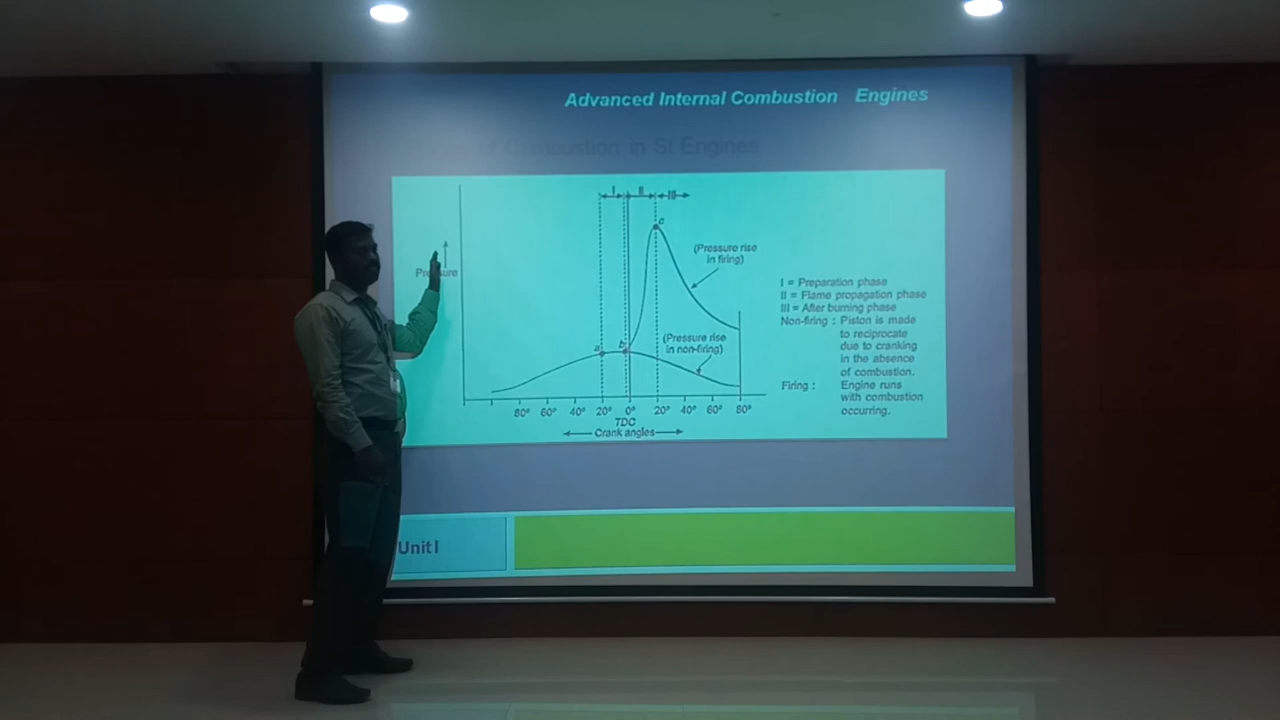 Advanced Internal Combustion Engines
Combustion in SI Engines
I II III
c
Pressure
(Pressure rise
in firing)
I = Preparation phase
II = Flame propagation phase
III = After burning phase
Non-firing : Piston is made
to reciprocate
due to cranking
in the absence
of combustion.
Firing : Engine runs
with combustion
occurring.
(Pressure rise
in non-firing)
a b
80° 60° 40° 20° 0° 20° 40° 60° 80°
TDC
Crank angles
Unit I